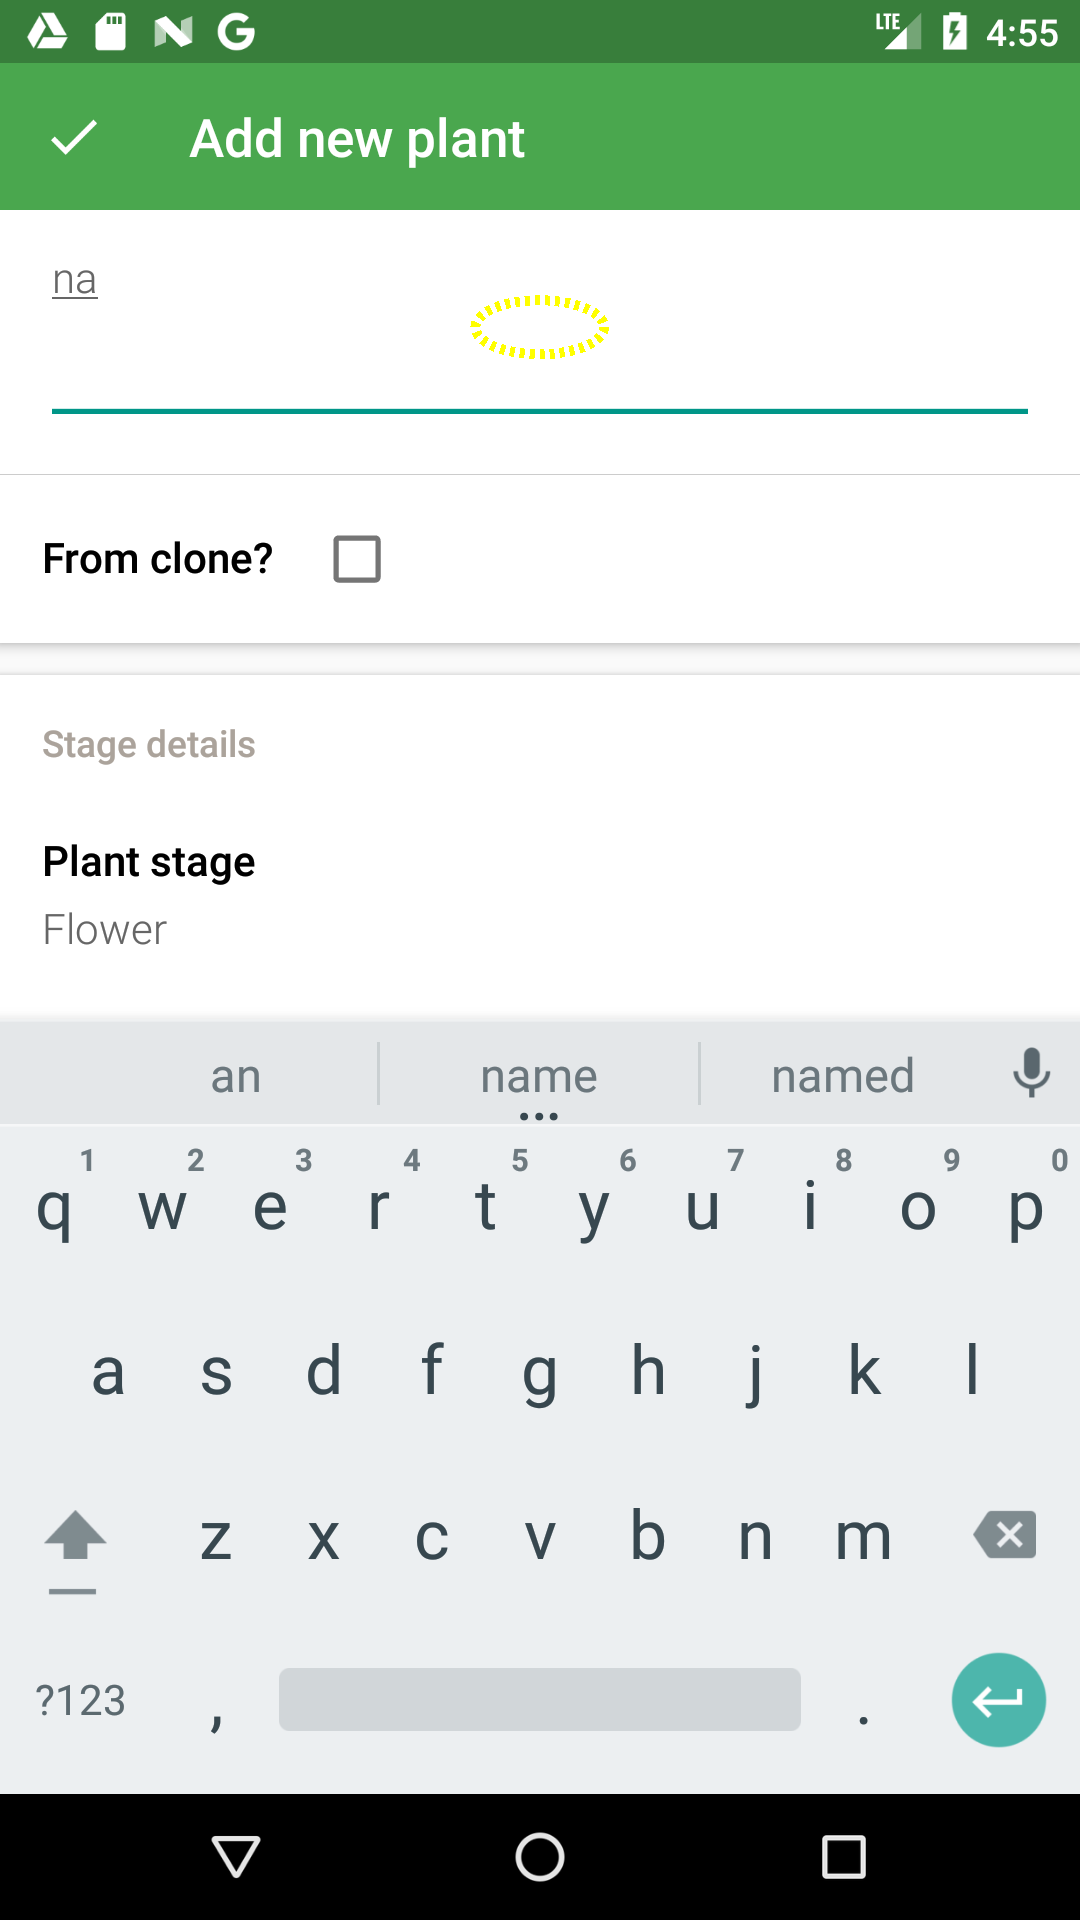 LTE 4:55
Add new plant
na
From clone?
Stage details
Plant stage
Flower
an name named
1 2 3 4 5 6 7 8 9 0
q w e r t y u i o p
a s d f g h j k l
z x c v b n m
?123 , .